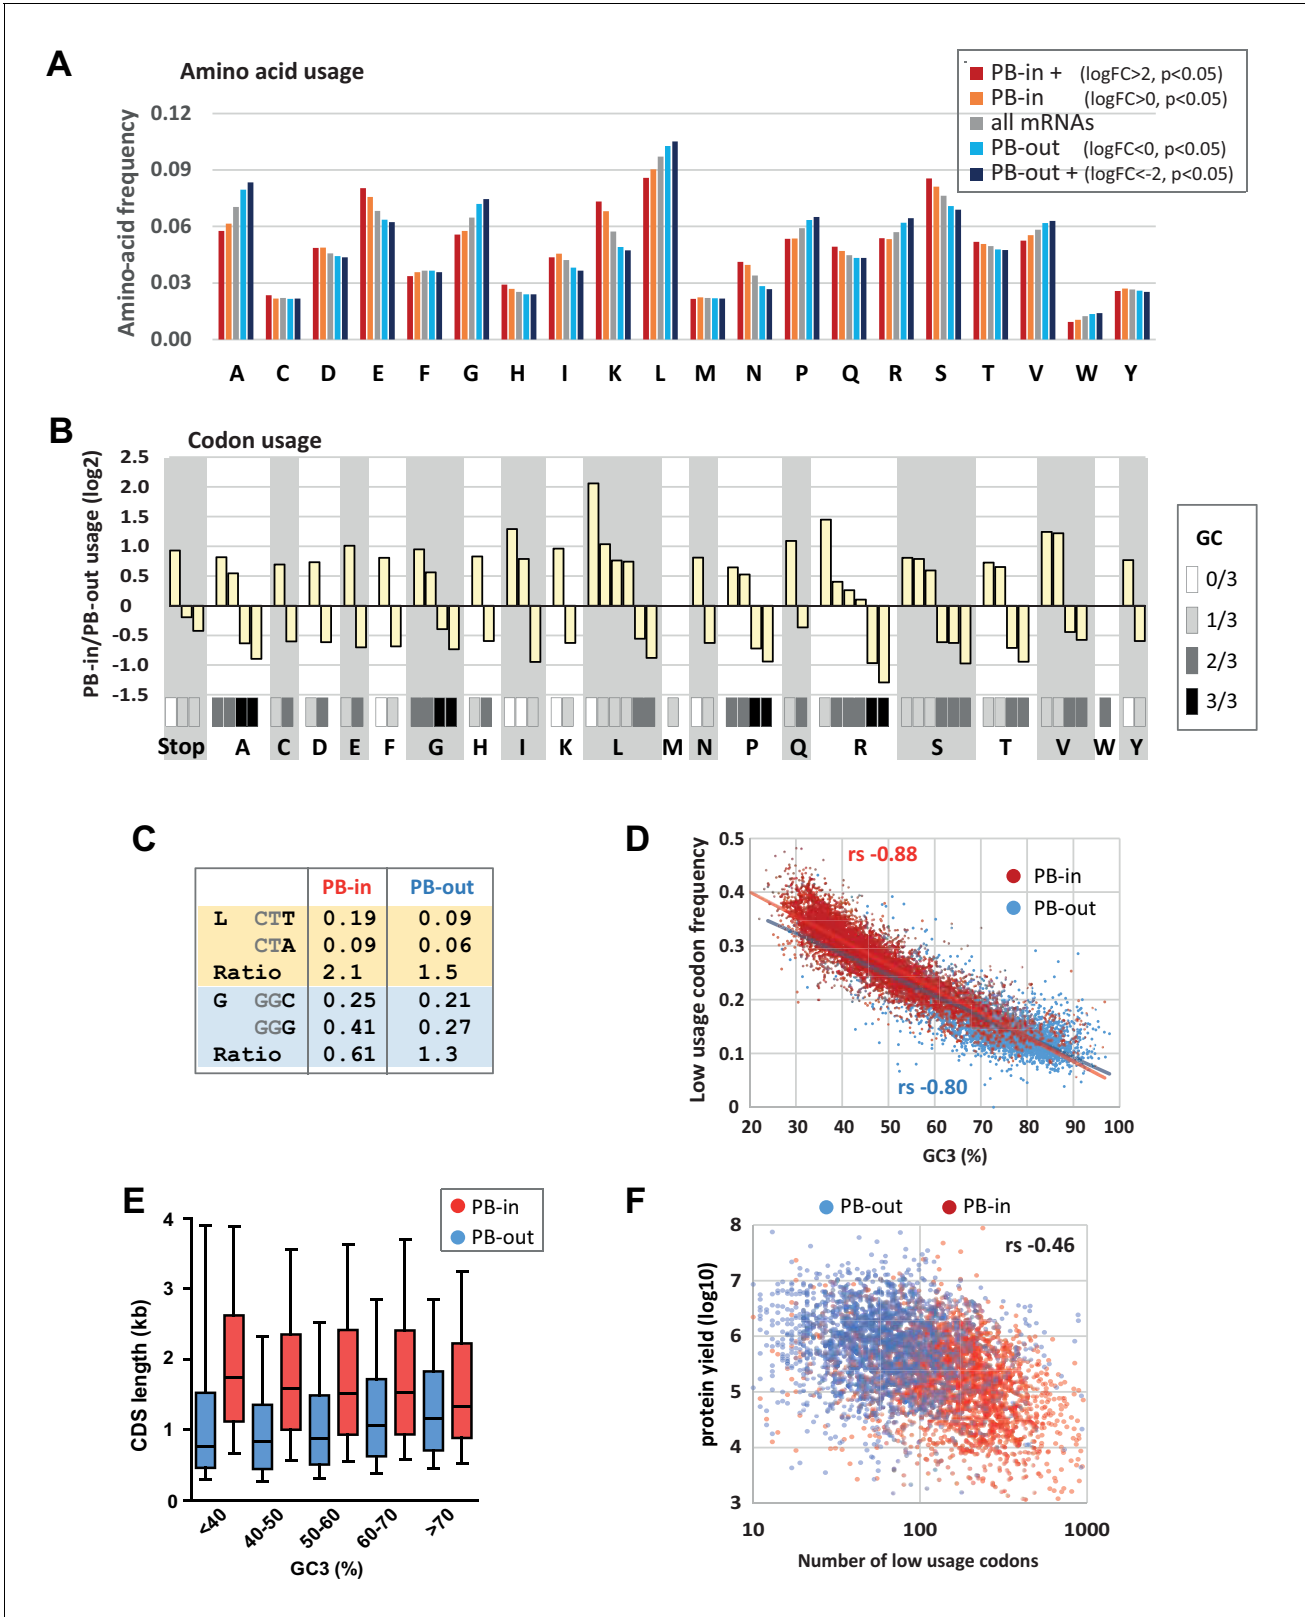 A
Amino acid usage
PB-in + (logFC>2, p<0.05)
PB-in (logFC>0, p<0.05)
all mRNAs
PB-out (logFC<0, p<0.05)
PB-out + (logFC<-2, p<0.05)
Amino-acid frequency
0.12
0.09
0.06
0.03
0.00
A C D E F G H I K L M N P Q R S T V W Y
B
Codon usage
PB-in/PB-out usage (log2)
2.5
2.0
1.5
1.0
0.5
0
-0.5
-1.0
-1.5
Stop A C D E F G H I K L M N P Q R S T V W Y
GC
0/3
1/3
2/3
3/3
C
PB-in PB-out
L CTT 0.19 0.09
CTA 0.09 0.06
Ratio 2.1 1.5
G GGC 0.25 0.21
GGG 0.41 0.27
Ratio 0.61 1.3
D
Low usage codon frequency
0.5
0.4
0.3
0.2
0.1
0
rs -0.88
PB-in
PB-out
rs -0.80
20 30 40 50 60 70 80 90 100
GC3 (%)
E
PB-in
PB-out
CDS length (kb)
4
3
2
1
0
<40 40-50 50-60 60-70 >70
GC3 (%)
F
PB-out PB-in
rs -0.46
protein yield (log10)
8
7
6
5
4
3
10 100 1000
Number of low usage codons